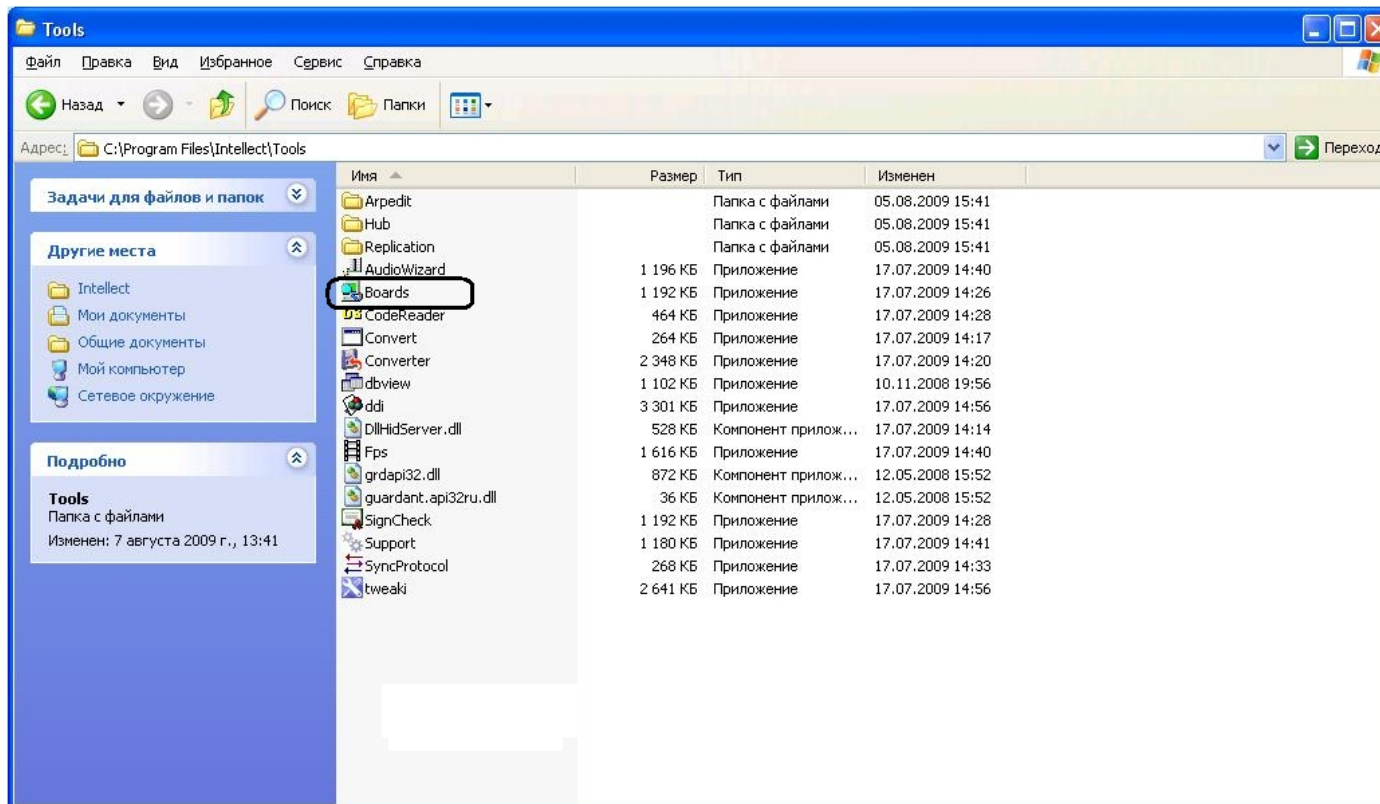 Tools
Файл Правка Вид Избранное Сервис Справка
Назад Поиск Папки
Адрес: C:\Program Files\Intellect\Tools Переход
Задачи для файлов и папок
Другие места
Intellect
Мои документы
Общие документы
Мой компьютер
Сетевое окружение
Подробно
Tools
Папка с файлами
Изменен: 7 августа 2009 г., 13:41
Имя Размер Тип Изменен
Arpedit Папка с файлами 05.08.2009 15:41
Hub Папка с файлами 05.08.2009 15:41
Replication Папка с файлами 05.08.2009 15:41
AudioWizard 1 196 КБ Приложение 17.07.2009 14:40
Boards 1 192 КБ Приложение 17.07.2009 14:26
CodeReader 464 КБ Приложение 17.07.2009 14:28
Convert 264 КБ Приложение 17.07.2009 14:17
Converter 2 348 КБ Приложение 17.07.2009 14:20
dbview 1 102 КБ Приложение 10.11.2008 19:56
ddi 3 301 КБ Приложение 17.07.2009 14:56
DllHidServer.dll 528 КБ Компонент прилож... 17.07.2009 14:14
Fps 1 616 КБ Приложение 17.07.2009 14:40
grdapi32.dll 872 КБ Компонент прилож... 12.05.2008 15:52
guardant.api32ru.dll 36 КБ Компонент прилож... 12.05.2008 15:52
SignCheck 1 192 КБ Приложение 17.07.2009 14:28
Support 1 180 КБ Приложение 17.07.2009 14:41
SyncProtocol 268 КБ Приложение 17.07.2009 14:33
tweaki 2 641 КБ Приложение 17.07.2009 14:56